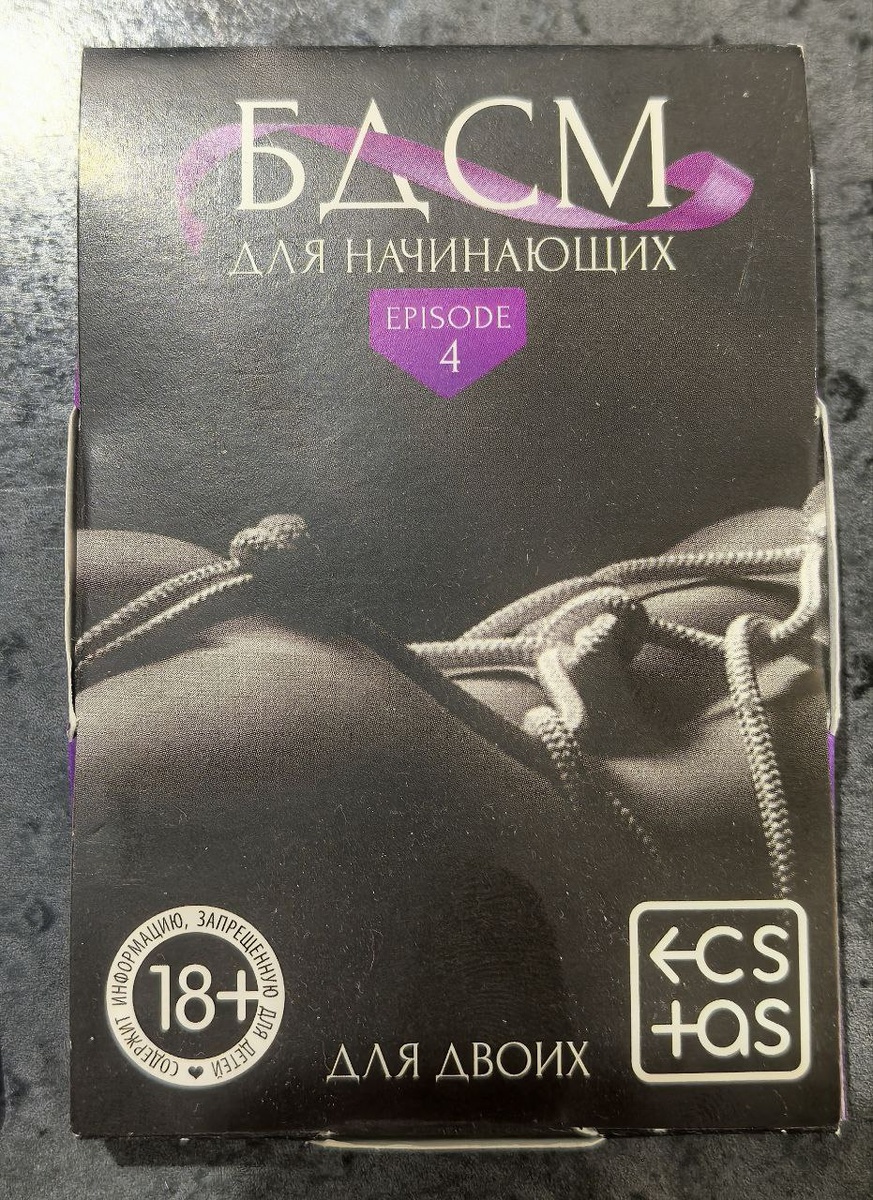 БДСМ
ДЛЯ НАЧИНАЮЩИХ
EPISODE
4
СОДЕРЖИТ ИНФОРМАЦИЮ, ЗАПРЕЩЕННУЮ ДЛЯ ДЕТЕЙ
18+
ДЛЯ ДВОИХ
ecs
tas